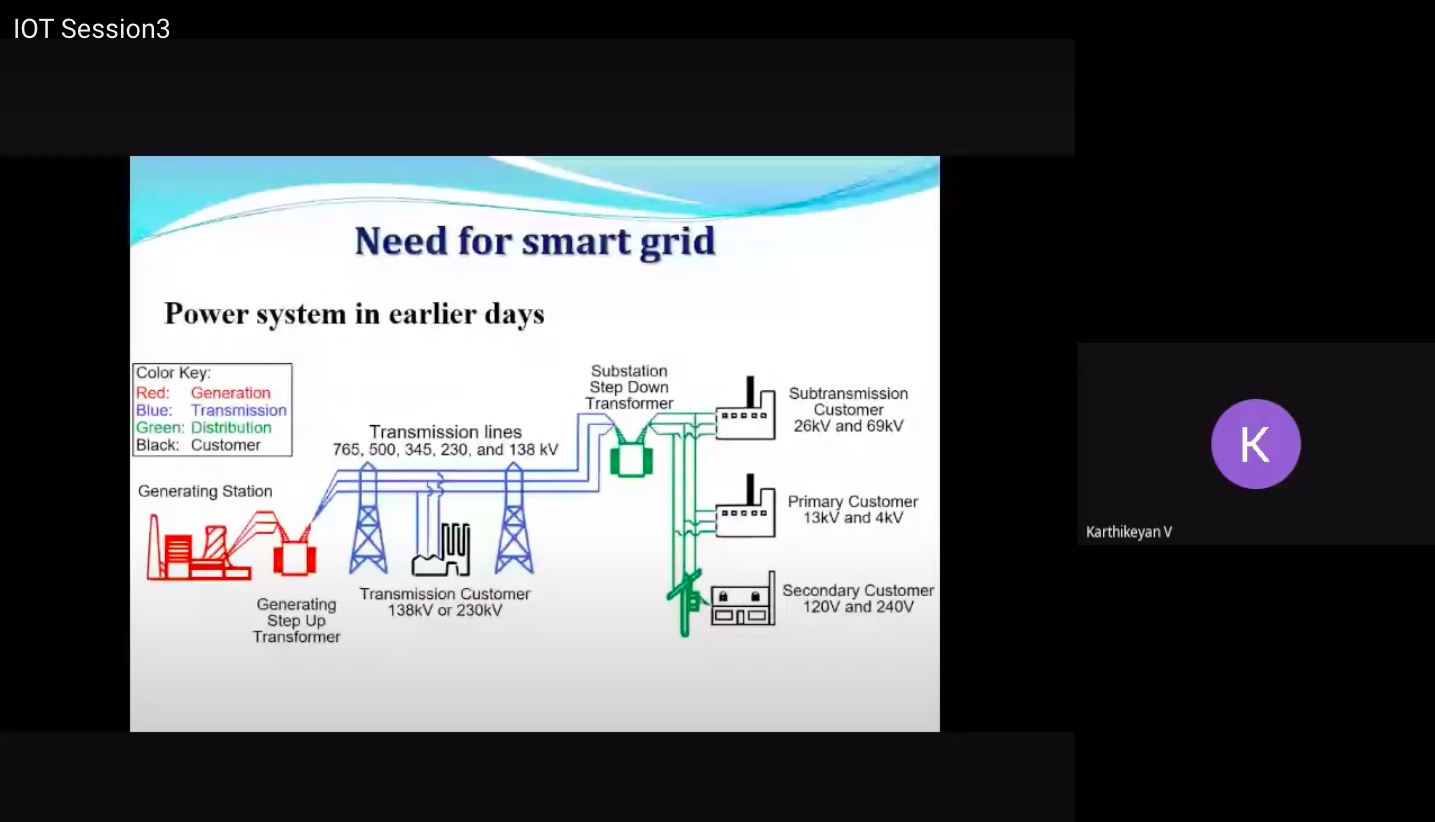 IOT Session3
Need for smart grid
Power system in earlier days
Color Key:
Red: Generation
Blue: Transmission
Green: Distribution
Black: Customer
Generating Station
Generating
Step Up
Transformer
Transmission lines
765, 500, 345, 230, and 138 kV
Transmission Customer
138kV or 230kV
Substation
Step Down
Transformer
Subtransmission
Customer
26kV and 69kV
Primary Customer
13kV and 4kV
Secondary Customer
120V and 240V
K
Karthikeyan V